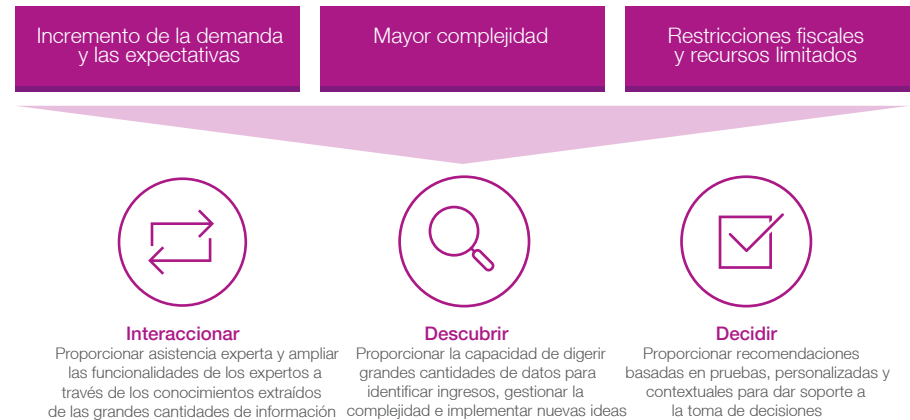 Incremento de la demanda
y las expectativas
Mayor complejidad
Restricciones fiscales
y recursos limitados
Interaccionar
Proporcionar asistencia experta y ampliar
las funcionalidades de los expertos a
través de los conocimientos extraídos
de las grandes cantidades de información
Descubrir
Proporcionar la capacidad de digerir
grandes cantidades de datos para
identificar ingresos, gestionar la
complejidad e implementar nuevas ideas
Decidir
Proporcionar recomendaciones
basadas en pruebas, personalizadas y
contextuales para dar soporte a
la toma de decisiones